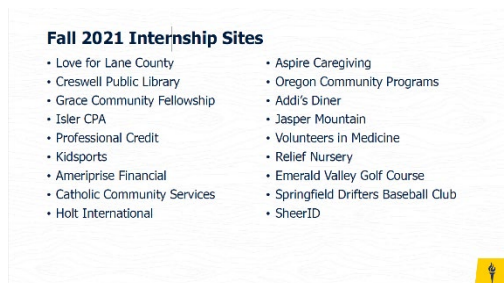 Fall 2021 Internship Sites
• Love for Lane County
• Creswell Public Library
• Grace Community Fellowship
• Isler CPA
• Professional Credit
• Kidsports
• Ameriprise Financial
• Catholic Community Services
• Holt International
• Aspire Caregiving
• Oregon Community Programs
• Addi's Diner
• Jasper Mountain
• Volunteers in Medicine
• Relief Nursery
• Emerald Valley Golf Course
• Springfield Drifters Baseball Club
• SheerID